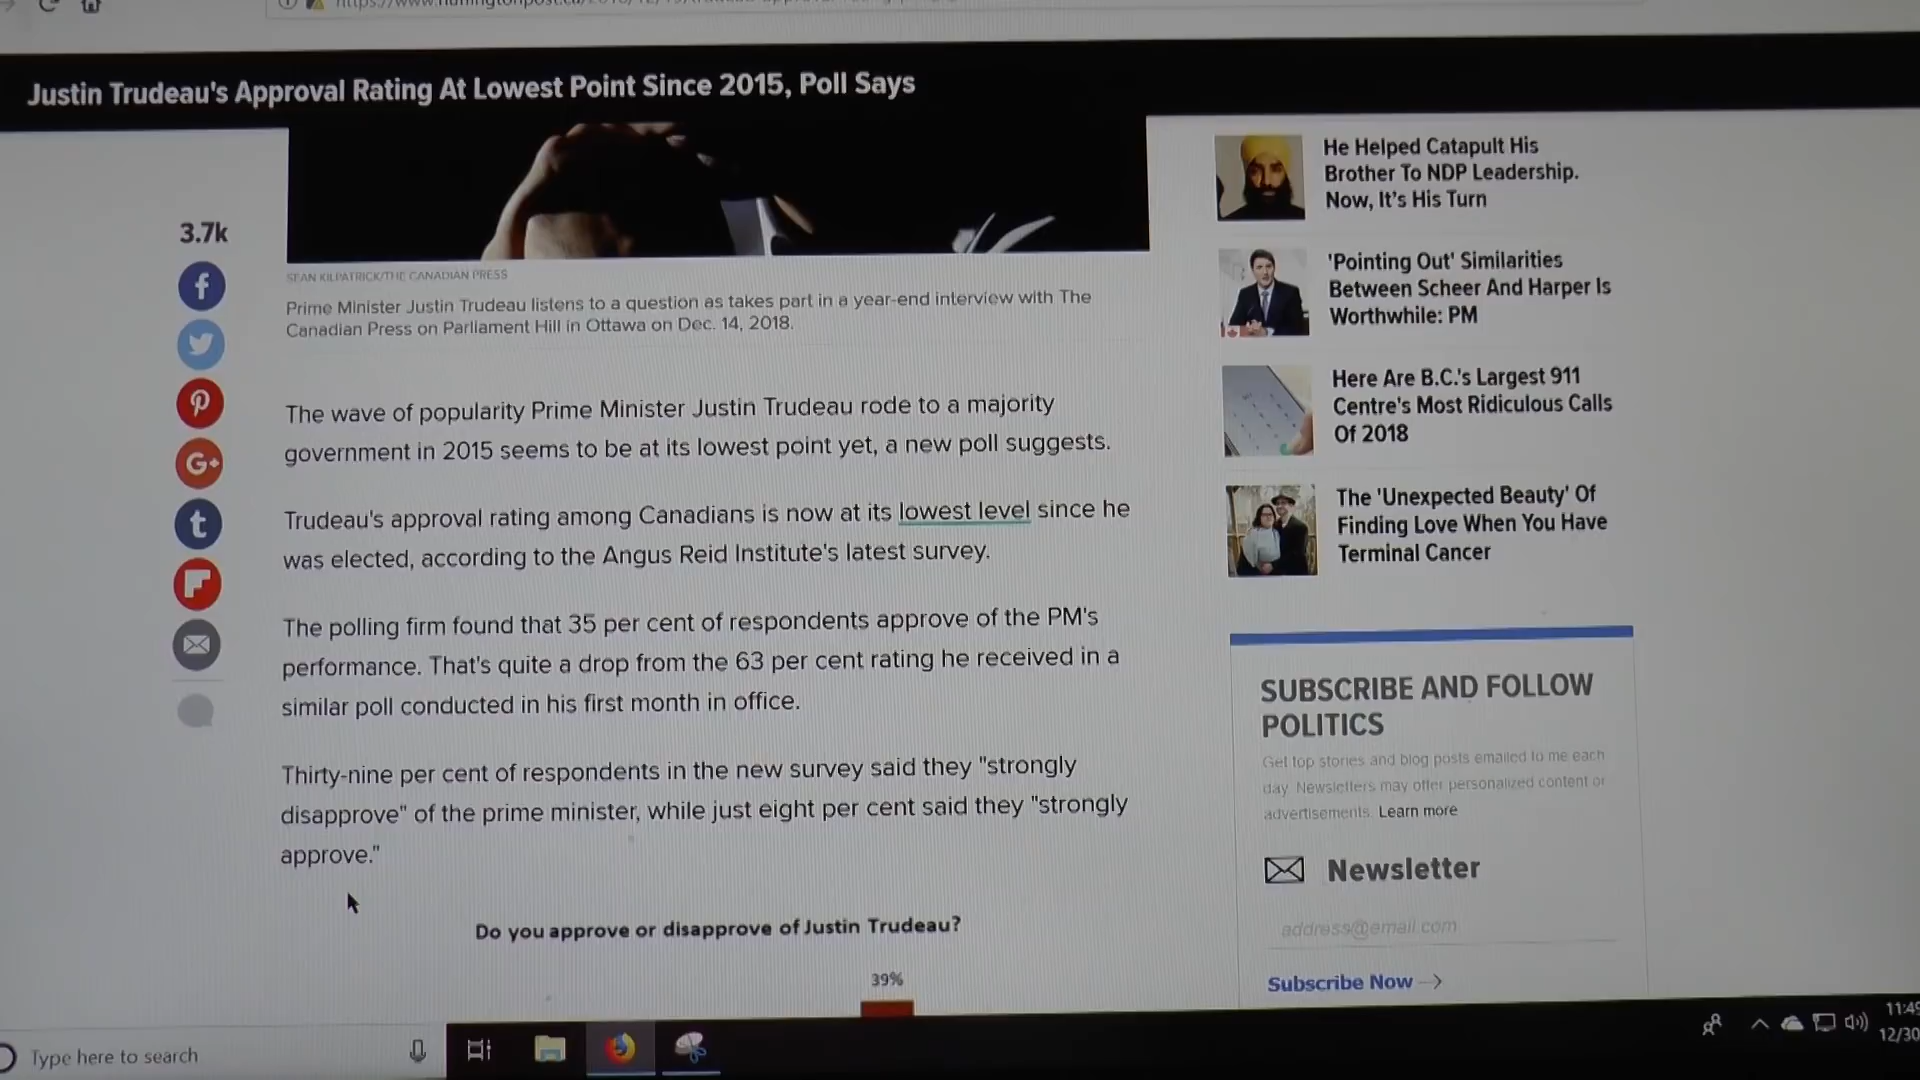 Justin Trudeau's Approval Rating At Lowest Point Since 2015, Poll Says
3.7k
SEAN KILPATRICK/THE CANADIAN PRESS
Prime Minister Justin Trudeau listens to a question as takes part in a year-end interview with The
Canadian Press on Parliament Hill in Ottawa on Dec. 14, 2018.
The wave of popularity Prime Minister Justin Trudeau rode to a majority
government in 2015 seems to be at its lowest point yet, a new poll suggests.
Trudeau's approval rating among Canadians is now at its lowest level since he
was elected, according to the Angus Reid Institute's latest survey.
The polling firm found that 35 per cent of respondents approve of the PM's
performance. That's quite a drop from the 63 per cent rating he received in a
similar poll conducted in his first month in office.
Thirty-nine per cent of respondents in the new survey said they "strongly
disapprove" of the prime minister, while just eight per cent said they "strongly
approve."
Do you approve or disapprove of Justin Trudeau?
39%
He Helped Catapult His
Brother To NDP Leadership.
Now, It's His Turn
'Pointing Out' Similarities
Between Scheer And Harper Is
Worthwhile: PM
Here Are B.C.'s Largest 911
Centre's Most Ridiculous Calls
Of 2018
The 'Unexpected Beauty' Of
Finding Love When You Have
Terminal Cancer
SUBSCRIBE AND FOLLOW
POLITICS
Get top stories and blog posts emailed to me each
day. Newsletters may offer personalized content or
advertisements. Learn more
Newsletter
address@email.com
Subscribe Now
Type here to search
11:49
12/30